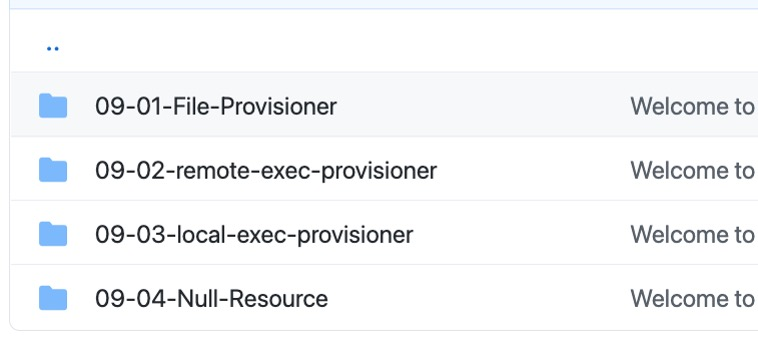 ..
09-01-File-Provisioner Welcome to
09-02-remote-exec-provisioner Welcome to
09-03-local-exec-provisioner Welcome to
09-04-Null-Resource Welcome to